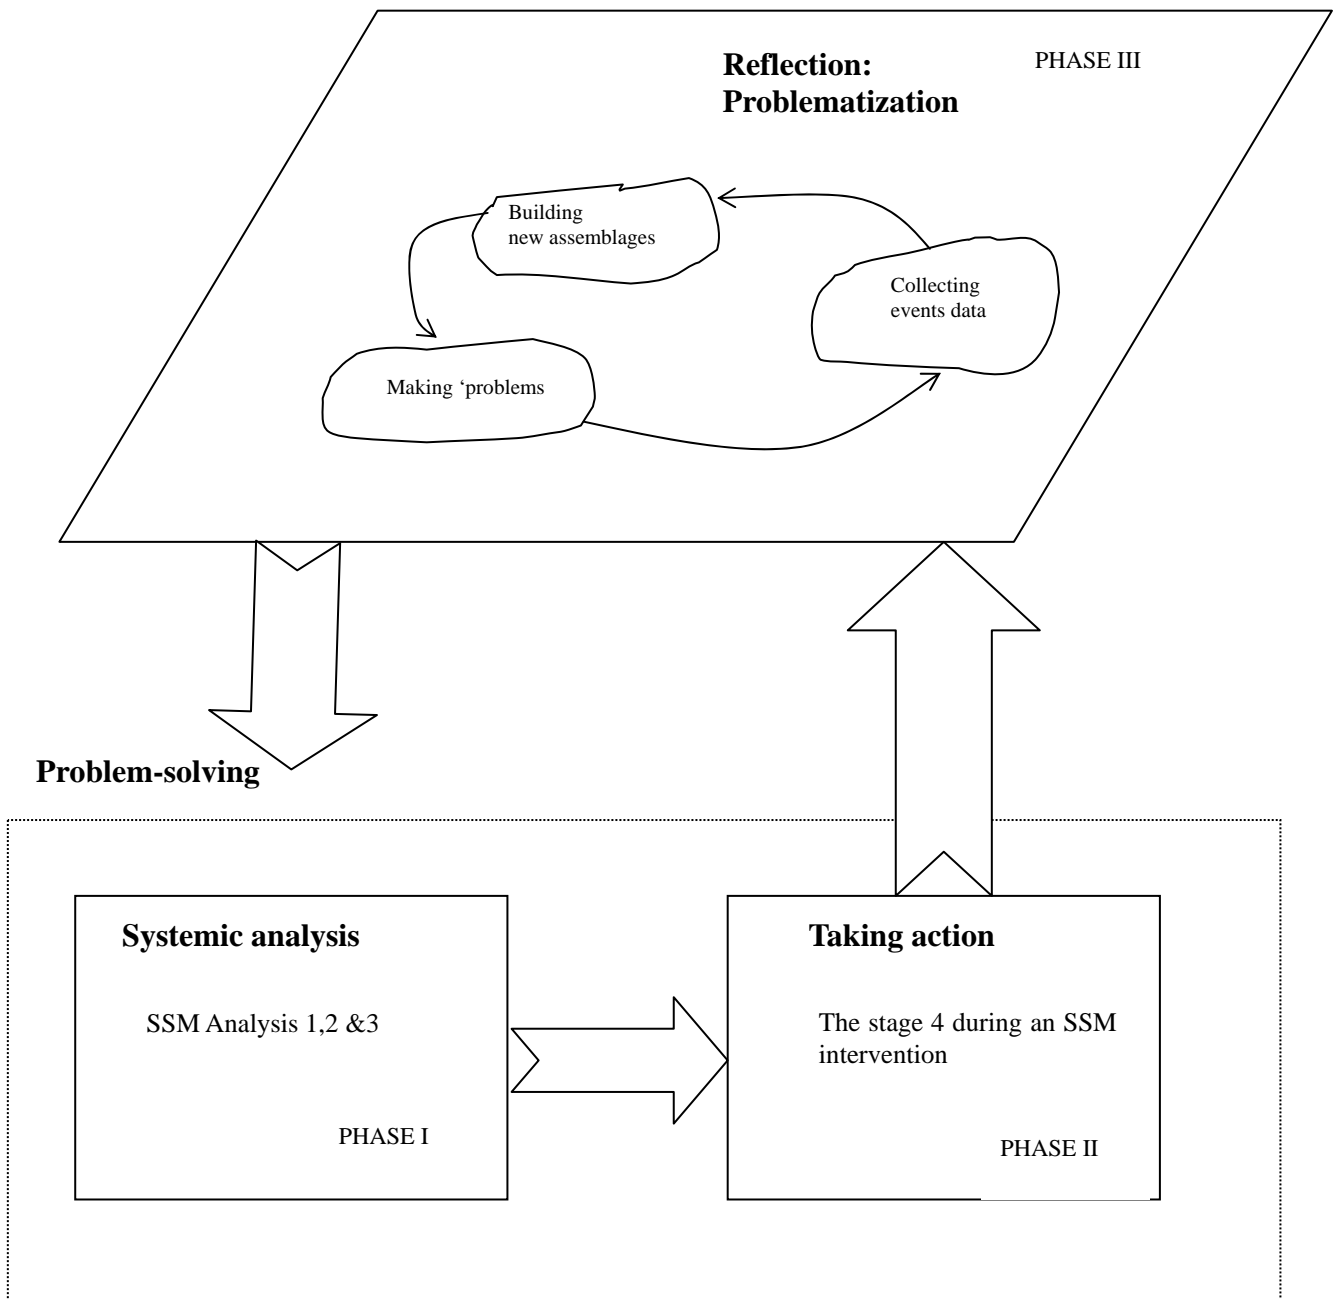 Reflection:
Problematization
PHASE III
Building
new assemblages
Collecting
events data
Making ‘problems
Problem-solving
Systemic analysis
SSM Analysis 1,2 &3
PHASE I
Taking action
The stage 4 during an SSM
intervention
PHASE II